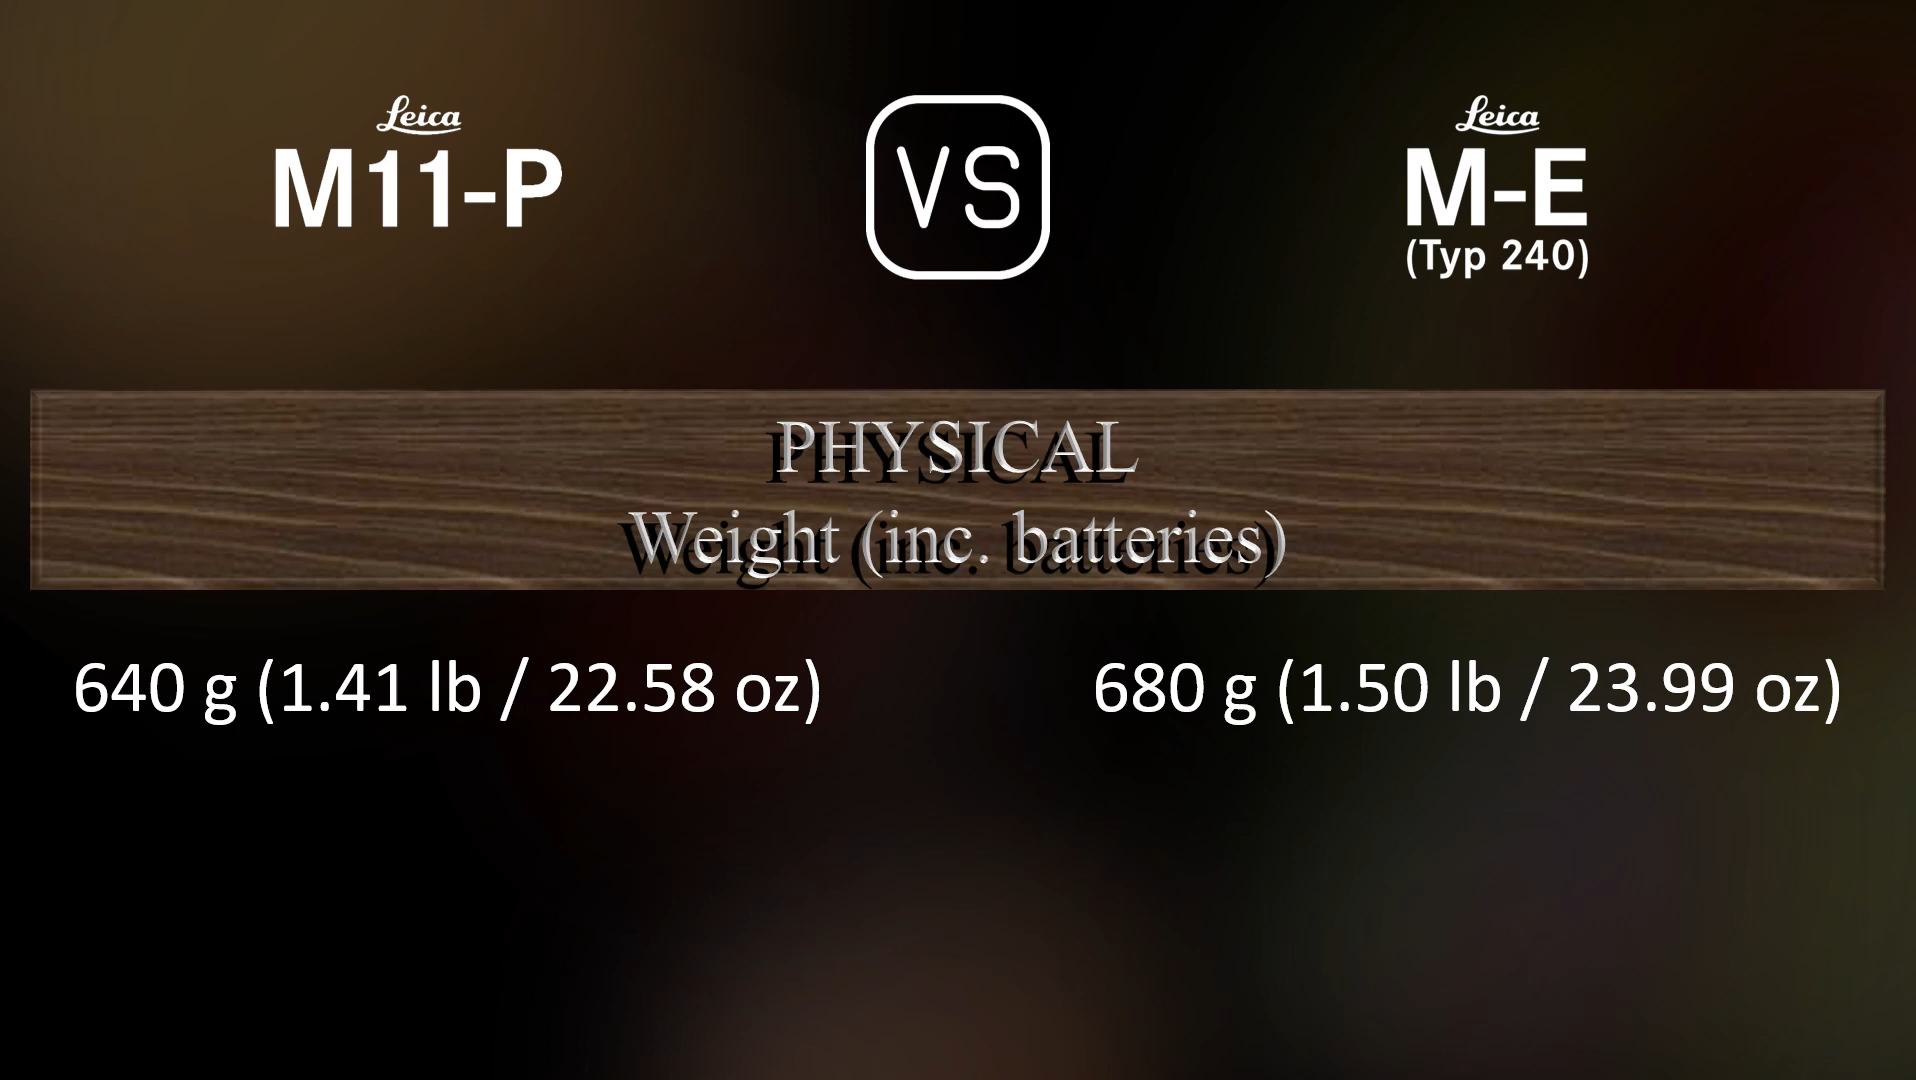 Leica
M11-P
VS
Leica
M-E
(Typ 240)
PHYSICAL
Weight (inc. batteries)
640 g (1.41 lb / 22.58 oz)
680 g (1.50 lb / 23.99 oz)